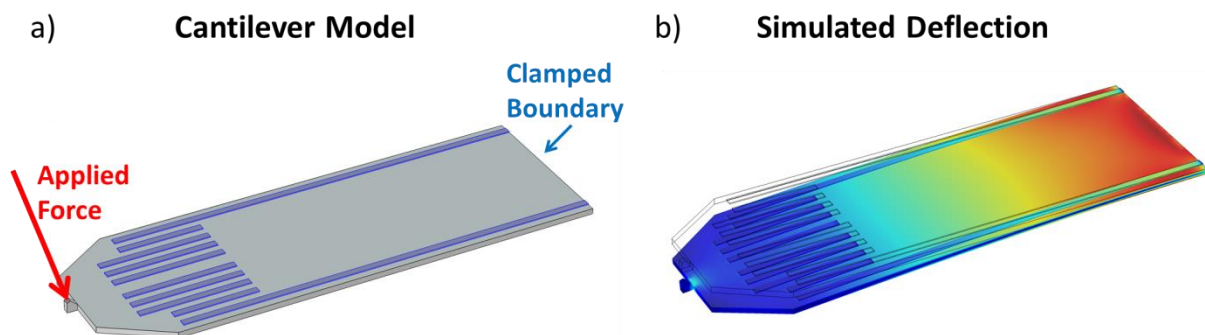 a) Cantilever Model
b) Simulated Deflection
Clamped
Boundary
Applied
Force